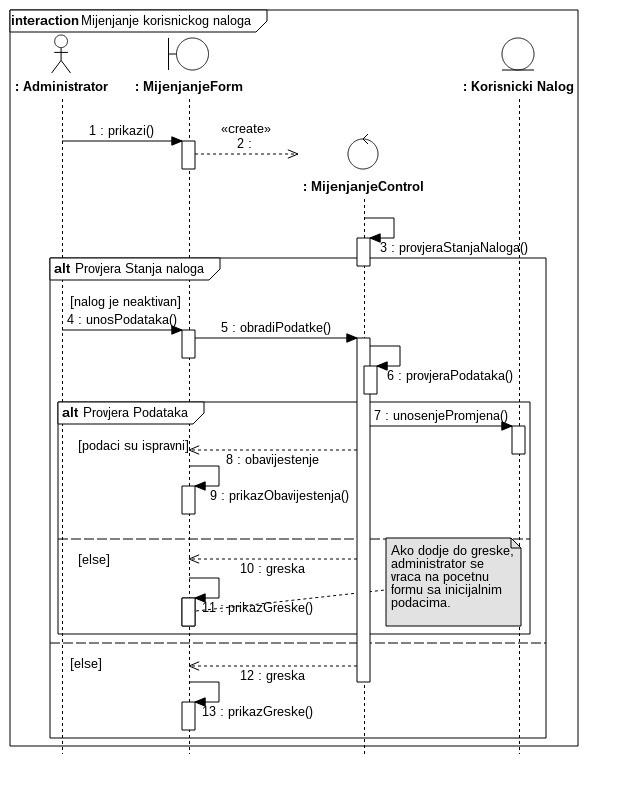 interaction Mijenjanje korisnickog naloga
: Administrator
: MijenjanjeForm
: Korisnicki Nalog
1 : prikazi()
«create»
2 :
: MijenjanjeControl
3 : provjeraStanjaNaloga()
alt Provjera Stanja naloga
[nalog je neaktivan]
4 : unosPodataka()
5 : obradiPodatke()
6 : provjeraPodataka()
alt Provjera Podataka
7 : unosenjePromjena()
[podaci su ispravni]
8 : obavijestenje
9 : prikazObavijestenja()
[else]
10 : greska
Ako dodje do greske,
administrator se
vraca na pocetnu
formu sa inicijalnim
podacima.
11 : prikazGreske()
[else]
12 : greska
13 : prikazGreske()